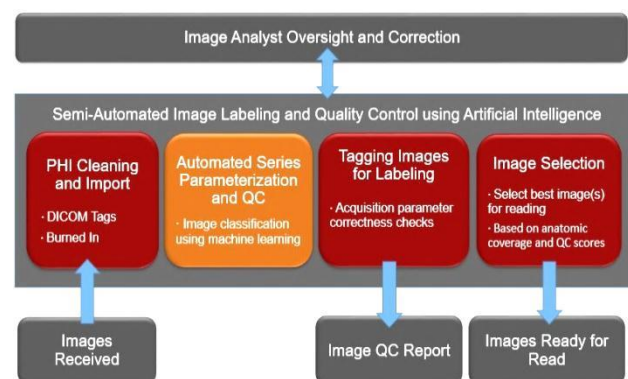 Image Analyst Oversight and Correction
Semi-Automated Image Labeling and Quality Control using Artificial Intelligence
PHI Cleaning
and Import
- DICOM Tags
- Burned In
Automated Series
Parameterization
and QC
- Image classification
using machine learning
Tagging Images
for Labeling
- Acquisition parameter
correctness checks
Image Selection
- Select best image(s)
for reading
- Based on anatomic
coverage and QC scores
Images
Received
Image QC Report
Images Ready for
Read